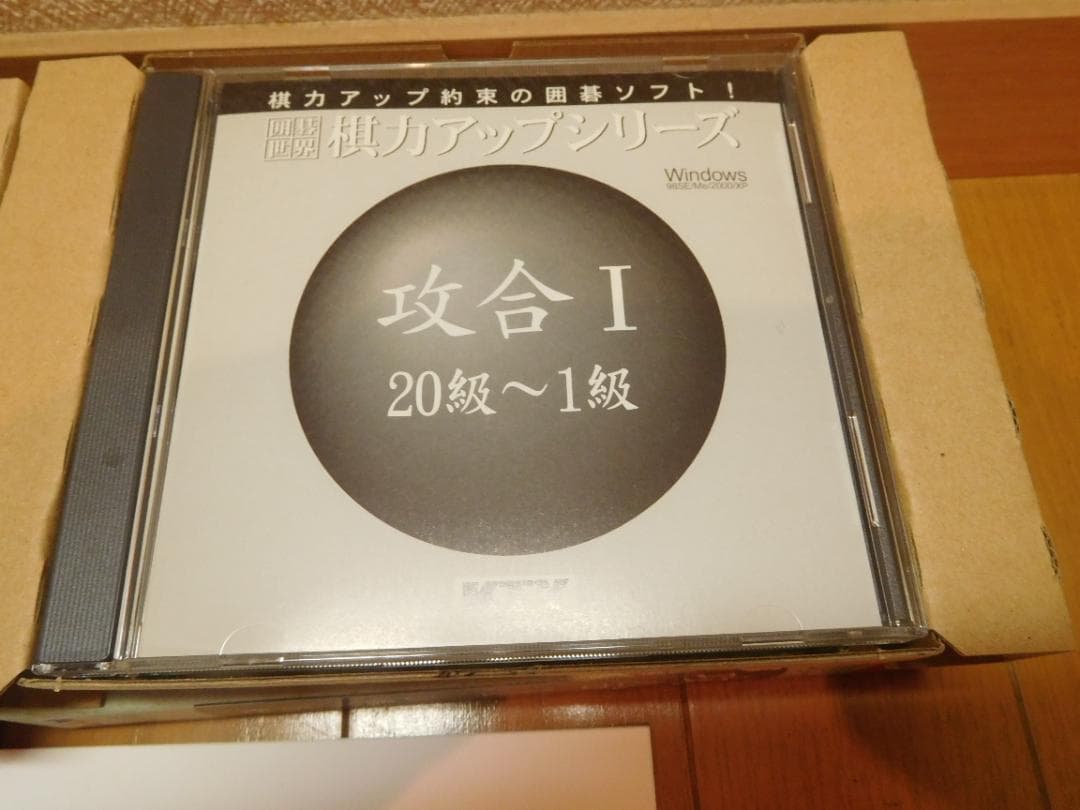 棋力アップ約束の囲碁ソフト!
囲碁世界 棋力アップシリーズ
Windows
98SE/Me/2000/XP
攻合 I
20級〜1級